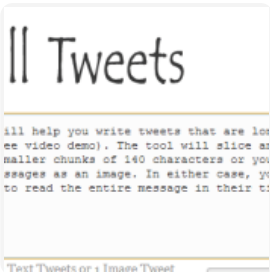 ll Tweets
ill help you write tweets that are lon
ee video demo). The tool will slice an
maller chunks of 140 characters or you
ssages as an image. In either case, yo
to read the entire message in their ti
Text Tweets or 1 Image Tweet